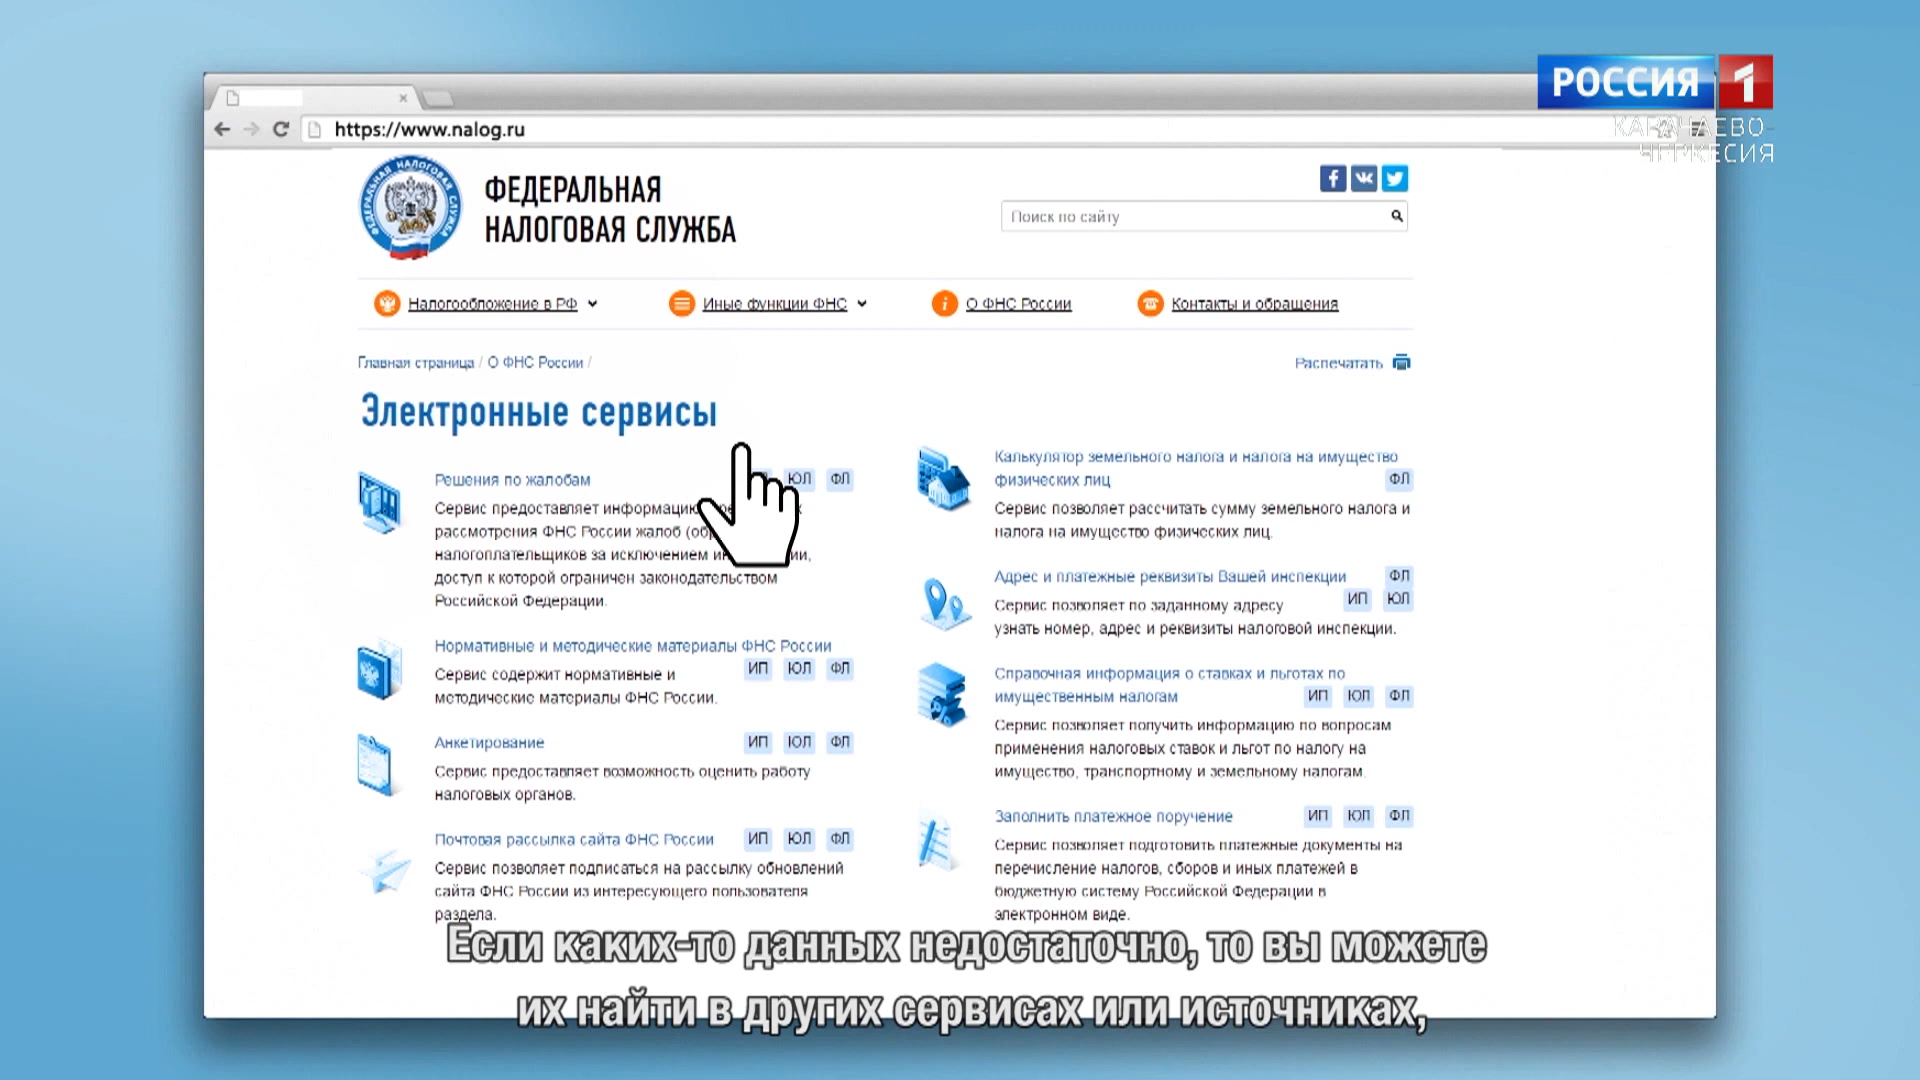 РОССИЯ 1
КАРАЧАЕВО-
ЧЕРКЕСИЯ
https://www.nalog.ru
ФЕДЕРАЛЬНАЯ НАЛОГОВАЯ СЛУЖБА
ФЕДЕРАЛЬНАЯ
НАЛОГОВАЯ СЛУЖБА
Поиск по сайту
Налогообложение в РФ
Иные функции ФНС
О ФНС России
Контакты и обращения
Главная страница / О ФНС России /
Распечатать
Электронные сервисы
Решения по жалобам ЮЛ ФЛ
Сервис предоставляет информацию
рассмотрения ФНС России жалоб
налогоплательщиков за исключением
доступ к которой ограничен законодательством
Российской Федерации.
Нормативные и методические материалы ФНС России
ИП ЮЛ ФЛ
Сервис содержит нормативные и
методические материалы ФНС России.
Анкетирование ИП ЮЛ ФЛ
Сервис предоставляет возможность оценить работу
налоговых органов.
Почтовая рассылка сайта ФНС России ИП ЮЛ ФЛ
Сервис позволяет подписаться на рассылку обновлений
сайта ФНС России из интересующего пользователя
раздела.
Калькулятор земельного налога и налога на имущество
физических лиц ФЛ
Сервис позволяет рассчитать сумму земельного налога и
налога на имущество физических лиц.
Адрес и платежные реквизиты Вашей инспекции ФЛ
ИП ЮЛ
Сервис позволяет по заданному адресу
узнать номер, адрес и реквизиты налоговой инспекции.
Справочная информация о ставках и льготах по
имущественным налогам ИП ЮЛ ФЛ
Сервис позволяет получить информацию по вопросам
применения налоговых ставок и льгот по налогу на
имущество, транспортному и земельному налогам.
Заполнить платежное поручение ИП ЮЛ ФЛ
Сервис позволяет подготовить платежные документы на
перечисление налогов, сборов и иных платежей в
бюджетную систему Российской Федерации в
электронном виде.
Если каких-то данных недостаточно, то вы можете
их найти в других сервисах или источниках,